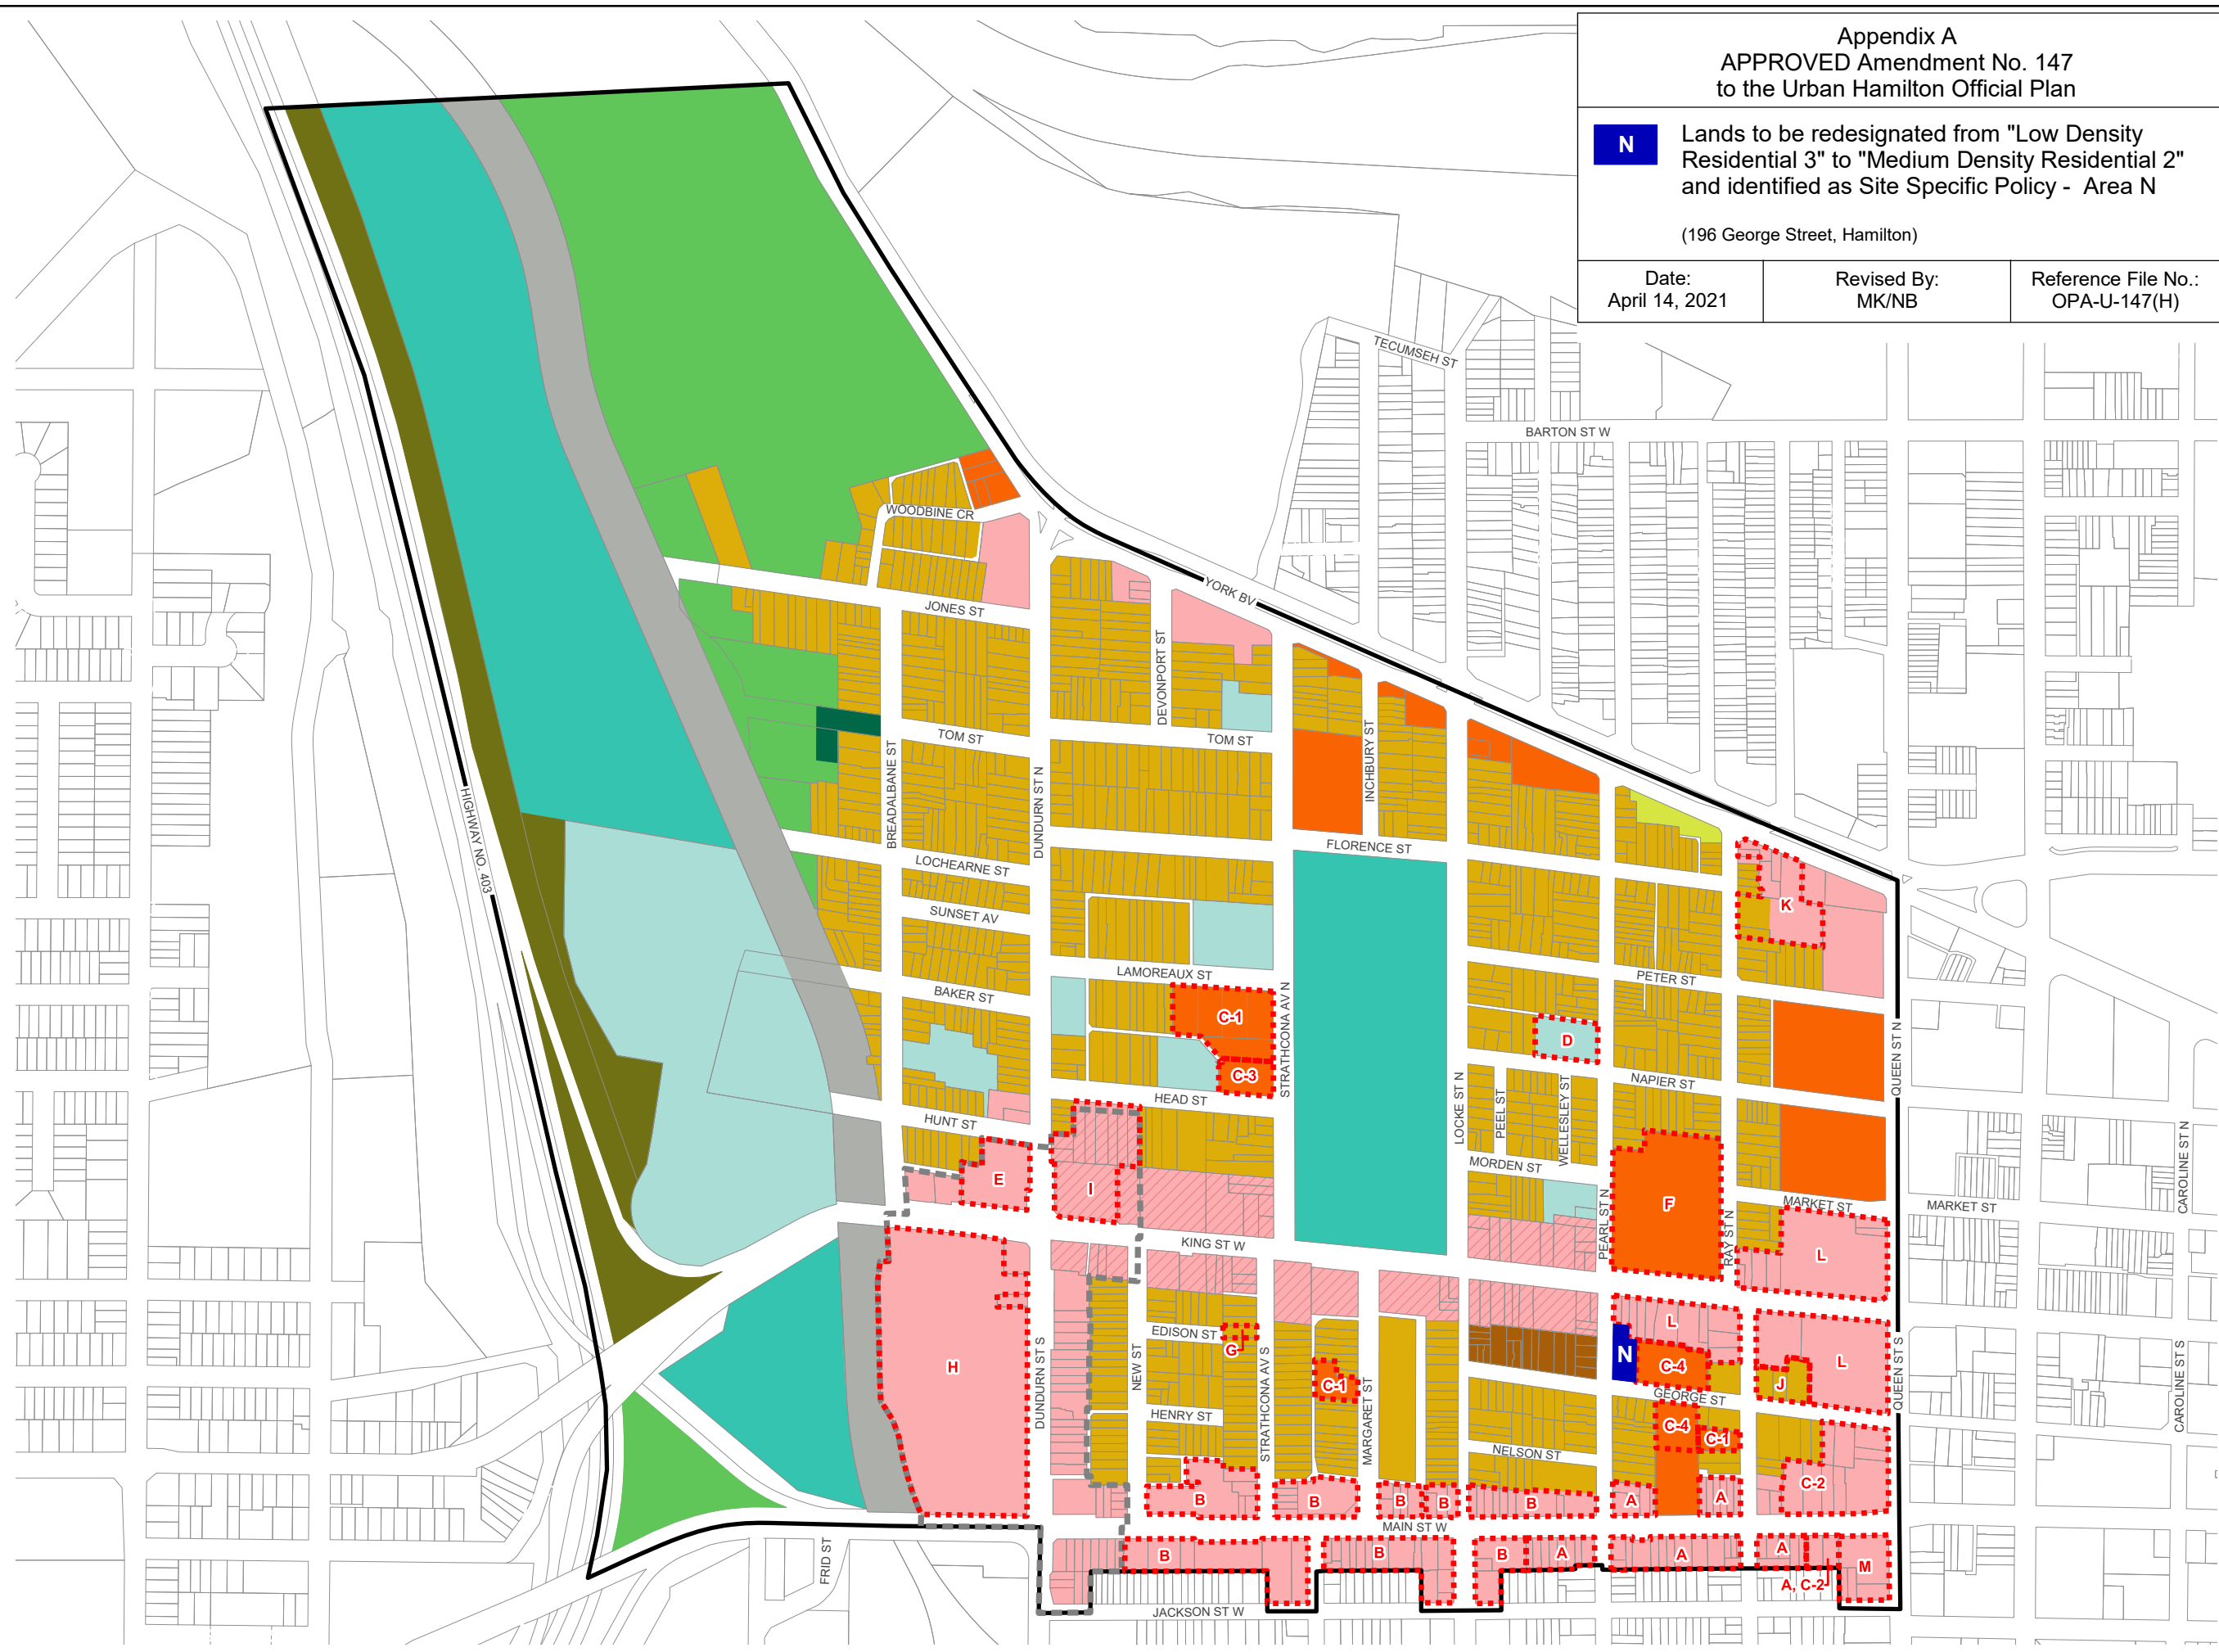 Appendix A
APPROVED Amendment No. 147
to the Urban Hamilton Official Plan
N
Lands to be redesignated from "Low Density
Residential 3" to "Medium Density Residential 2"
and identified as Site Specific Policy - Area N
(196 George Street, Hamilton)
Date:
April 14, 2021
Revised By:
MK/NB
Reference File No.:
OPA-U-147(H)
TECUMSEH ST
BARTON ST W
WOODBINE CR
YORK BV
JONES ST
DEVONPORT ST
TOM ST
TOM ST
INCHBURY ST
BREADALBANE ST
DUNDURN ST N
HIGHWAY NO. 403
FLORENCE ST
LOCHEARNE ST
SUNSET AV
K
LAMOREAUX ST
PETER ST
BAKER ST
C-1
STRATHCONA AV N
D
QUEEN ST N
C-3
NAPIER ST
HEAD ST
LOCKE ST N
PEEL ST
WELLESLEY ST
HUNT ST
MORDEN ST
CAROLINE ST N
E
I
F
PEARL ST N
RAY ST N
MARKET ST
MARKET ST
KING ST W
L
EDISON ST
G
L
N
C-4
L
H
DUNDURN ST S
NEW ST
STRATHCONA AV S
C-1
MARGARET ST
J
GEORGE ST
QUEEN ST S
CAROLINE ST S
HENRY ST
C-4
C-1
NELSON ST
C-2
B
B
B
B
B
A
A
MAIN ST W
FRID ST
B
B
B
A
A
A
M
A, C-2
JACKSON ST W